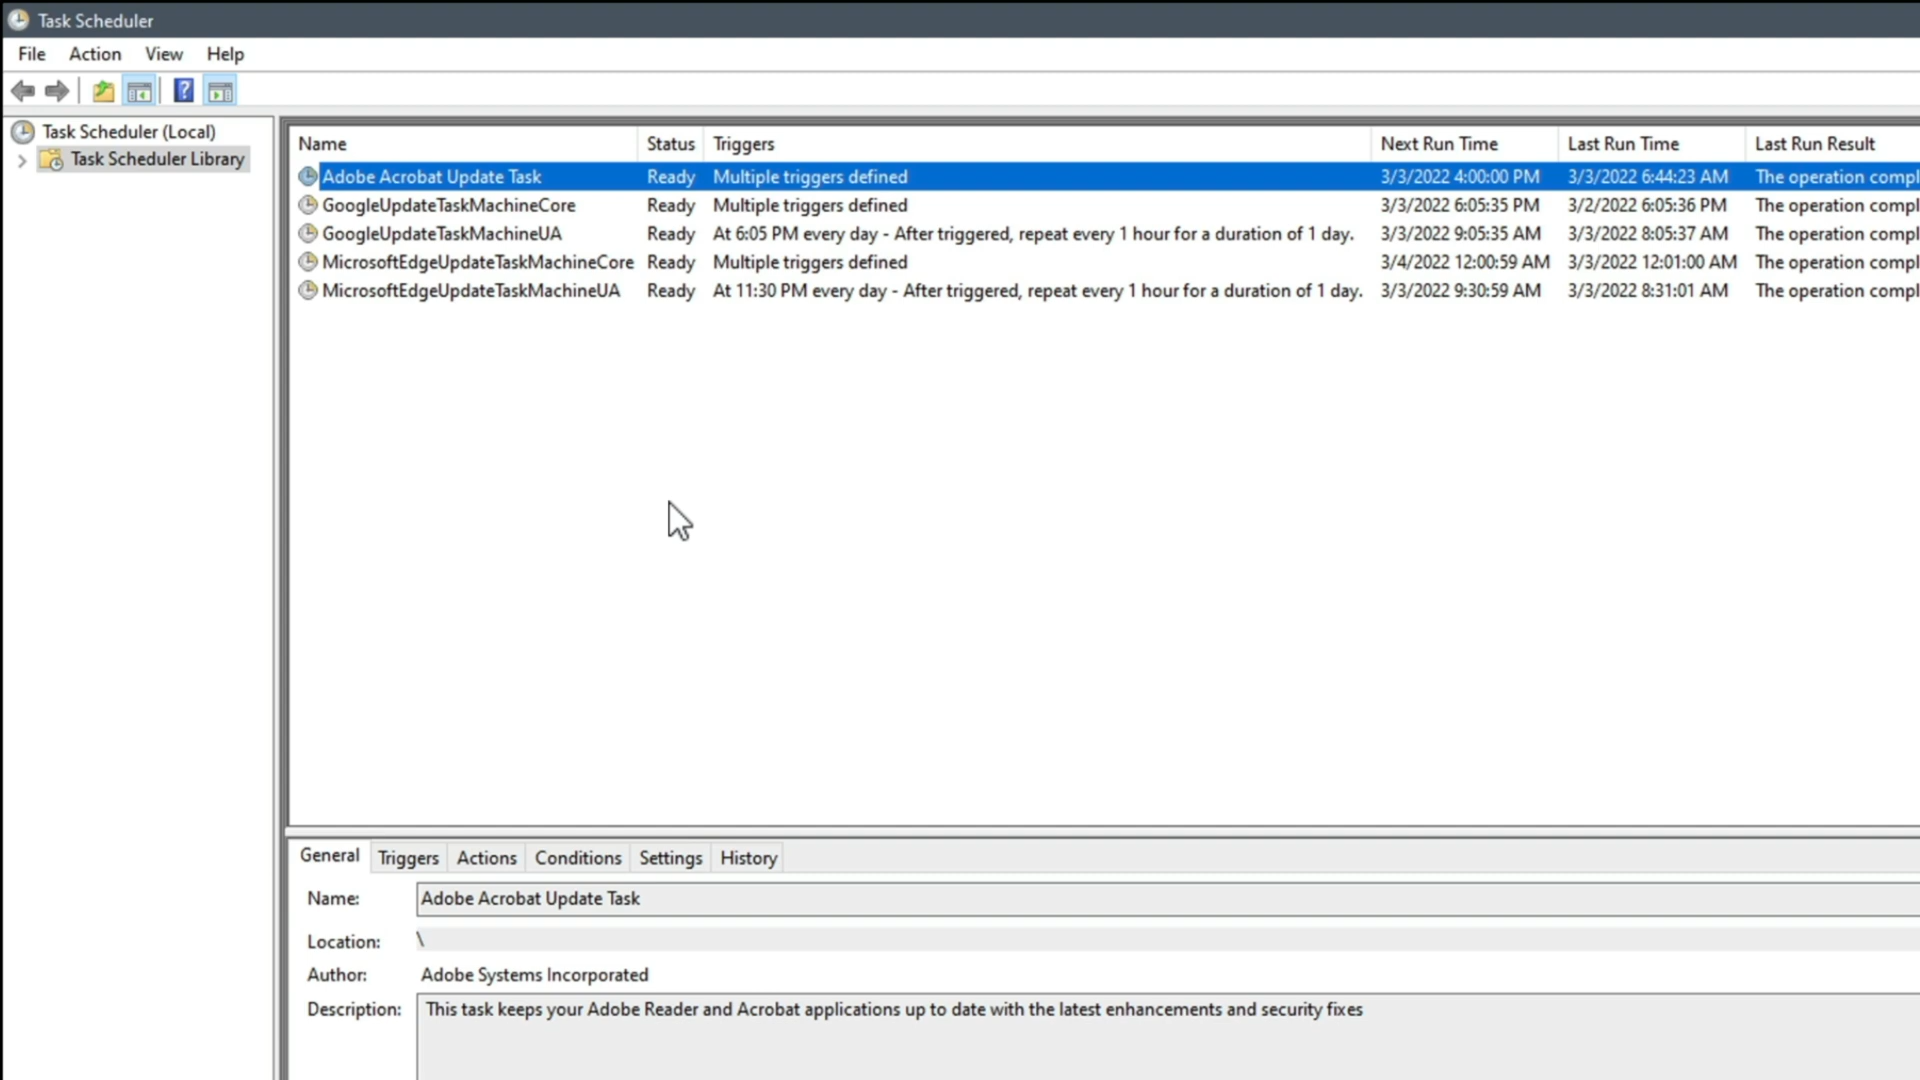 Task Scheduler
File Action View Help
Task Scheduler (Local)
Task Scheduler Library
Name Status Triggers Next Run Time Last Run Time Last Run Result
Adobe Acrobat Update Task Ready Multiple triggers defined 3/3/2022 4:00:00 PM 3/3/2022 6:44:23 AM The operation compl
GoogleUpdateTaskMachineCore Ready Multiple triggers defined 3/3/2022 6:05:35 PM 3/2/2022 6:05:36 PM The operation compl
GoogleUpdateTaskMachineUA Ready At 6:05 PM every day - After triggered, repeat every 1 hour for a duration of 1 day. 3/3/2022 9:05:35 AM 3/3/2022 8:05:37 AM The operation compl
MicrosoftEdgeUpdateTaskMachineCore Ready Multiple triggers defined 3/4/2022 12:00:59 AM 3/3/2022 12:01:00 AM The operation compl
MicrosoftEdgeUpdateTaskMachineUA Ready At 11:30 PM every day - After triggered, repeat every 1 hour for a duration of 1 day. 3/3/2022 9:30:59 AM 3/3/2022 8:31:01 AM The operation compl
General Triggers Actions Conditions Settings History
Name: Adobe Acrobat Update Task
Location: \
Author: Adobe Systems Incorporated
Description: This task keeps your Adobe Reader and Acrobat applications up to date with the latest enhancements and security fixes